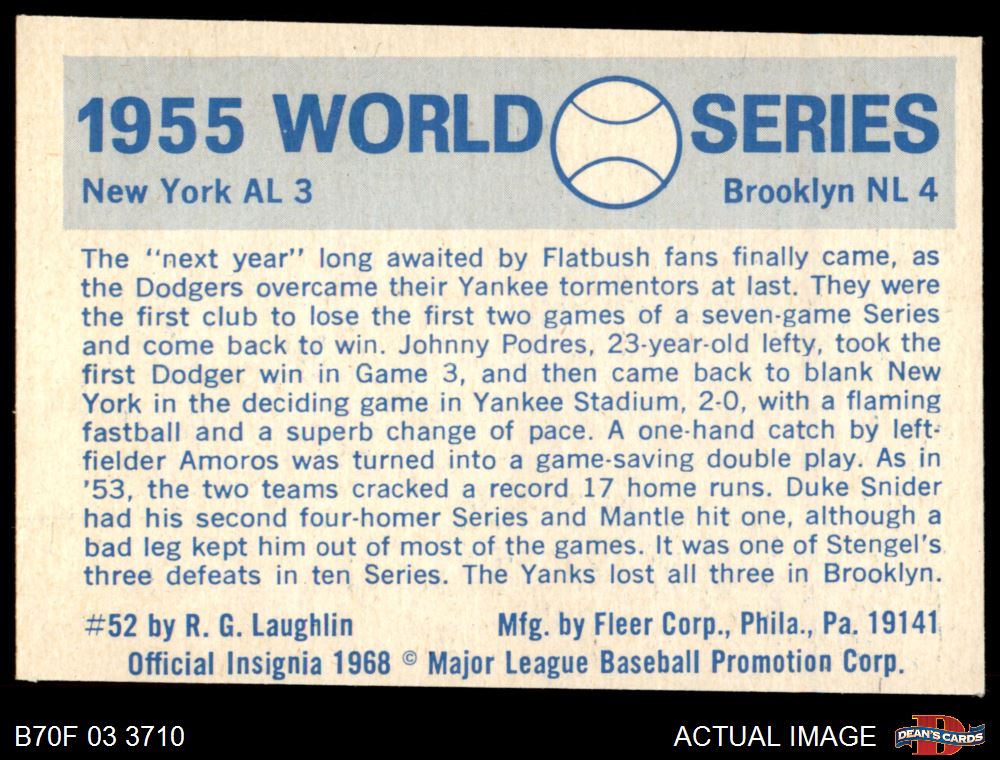 1955 WORLD SERIES
New York AL 3 Brooklyn NL 4
The "next year" long awaited by Flatbush fans finally came, as
the Dodgers overcame their Yankee tormentors at last. They were
the first club to lose the first two games of a seven-game Series
and come back to win. Johnny Podres, 23-year-old lefty, took the
first Dodger win in Game 3, and then came back to blank New
York in the deciding game in Yankee Stadium, 2-0, with a flaming
fastball and a superb change of pace. A one-hand catch by left-
fielder Amoros was turned into a game-saving double play. As in
'53, the two teams cracked a record 17 home runs. Duke Snider
had his second four-homer Series and Mantle hit one, although a
bad leg kept him out of most of the games. It was one of Stengel's
three defeats in ten Series. The Yanks lost all three in Brooklyn.
#52 by R. G. Laughlin Mfg. by Fleer Corp., Phila., Pa. 19141
Official Insignia 1968 © Major League Baseball Promotion Corp.
B70F 03 3710 ACTUAL IMAGE D DEAN'S CARDS